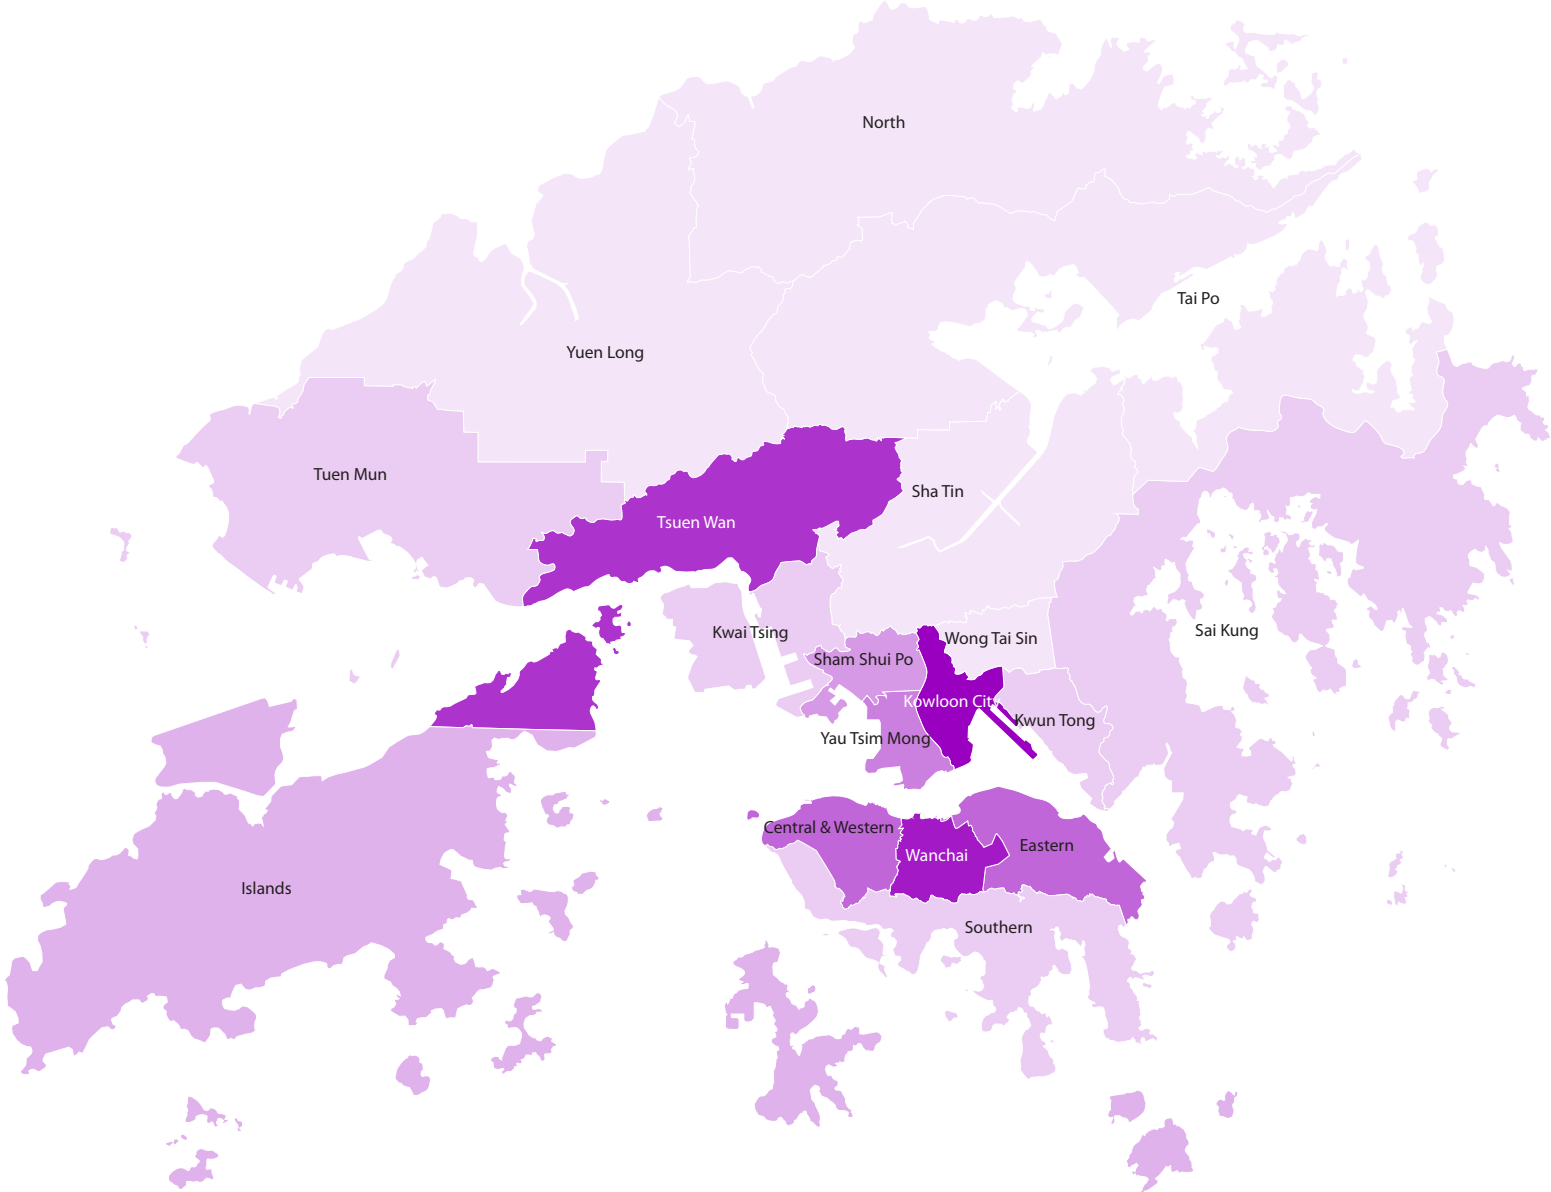 North
Tai Po
Yuen Long
Tuen Mun
Sha Tin
Tsuen Wan
Sai Kung
Kwai Tsing
Wong Tai Sin
Sham Shui Po
Kowloon City
Kwun Tong
Yau Tsim Mong
Central & Western
Eastern
Wanchai
Islands
Southern